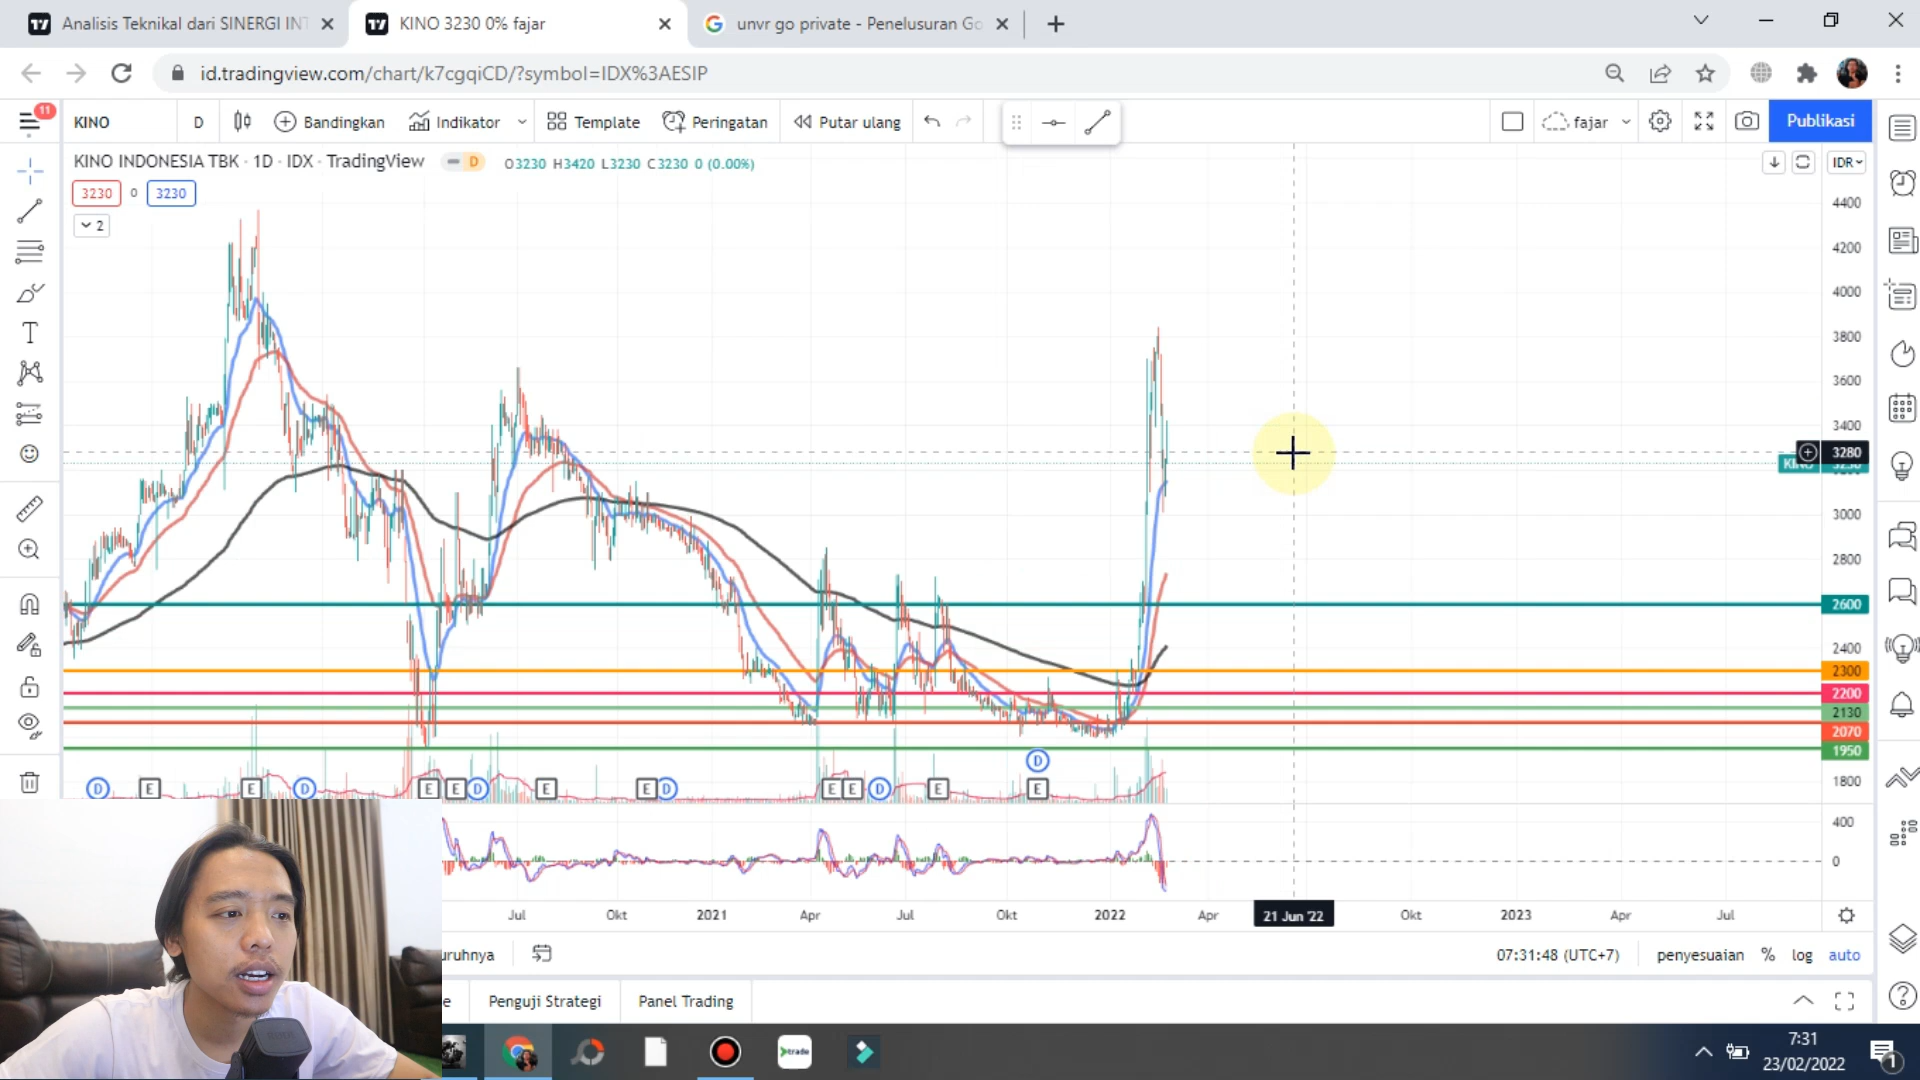 Analisis Teknikal dari SINERGI INT
KINO 3230 0% fajar
unvr go private - Penelusuran Go
id.tradingview.com/chart/k7cgqiCD/?symbol=IDX%3AESIP
11
KINO
D
Bandingkan
Indikator
Template
Peringatan
Putar ulang
fajar
Publikasi
KINO INDONESIA TBK · 1D · IDX · TradingView
D
O3230 H3420 L3230 C3230 0 (0.00%)
IDR
3230
0
3230
2
4400
4200
4000
3800
3600
3400
3280
3000
2800
2600
2400
2300
2200
2130
2070
1950
1800
D E E D E E D E E D E E D E D E
400
0
Jul
Okt
2021
Apr
Jul
Okt
2022
Apr
21 Jun '22
Okt
2023
Apr
Jul
uruhnya
07:31:48 (UTC+7)
penyesuaian
%
log
auto
e
Penguji Strategi
Panel Trading
trade
7:31
23/02/2022
1